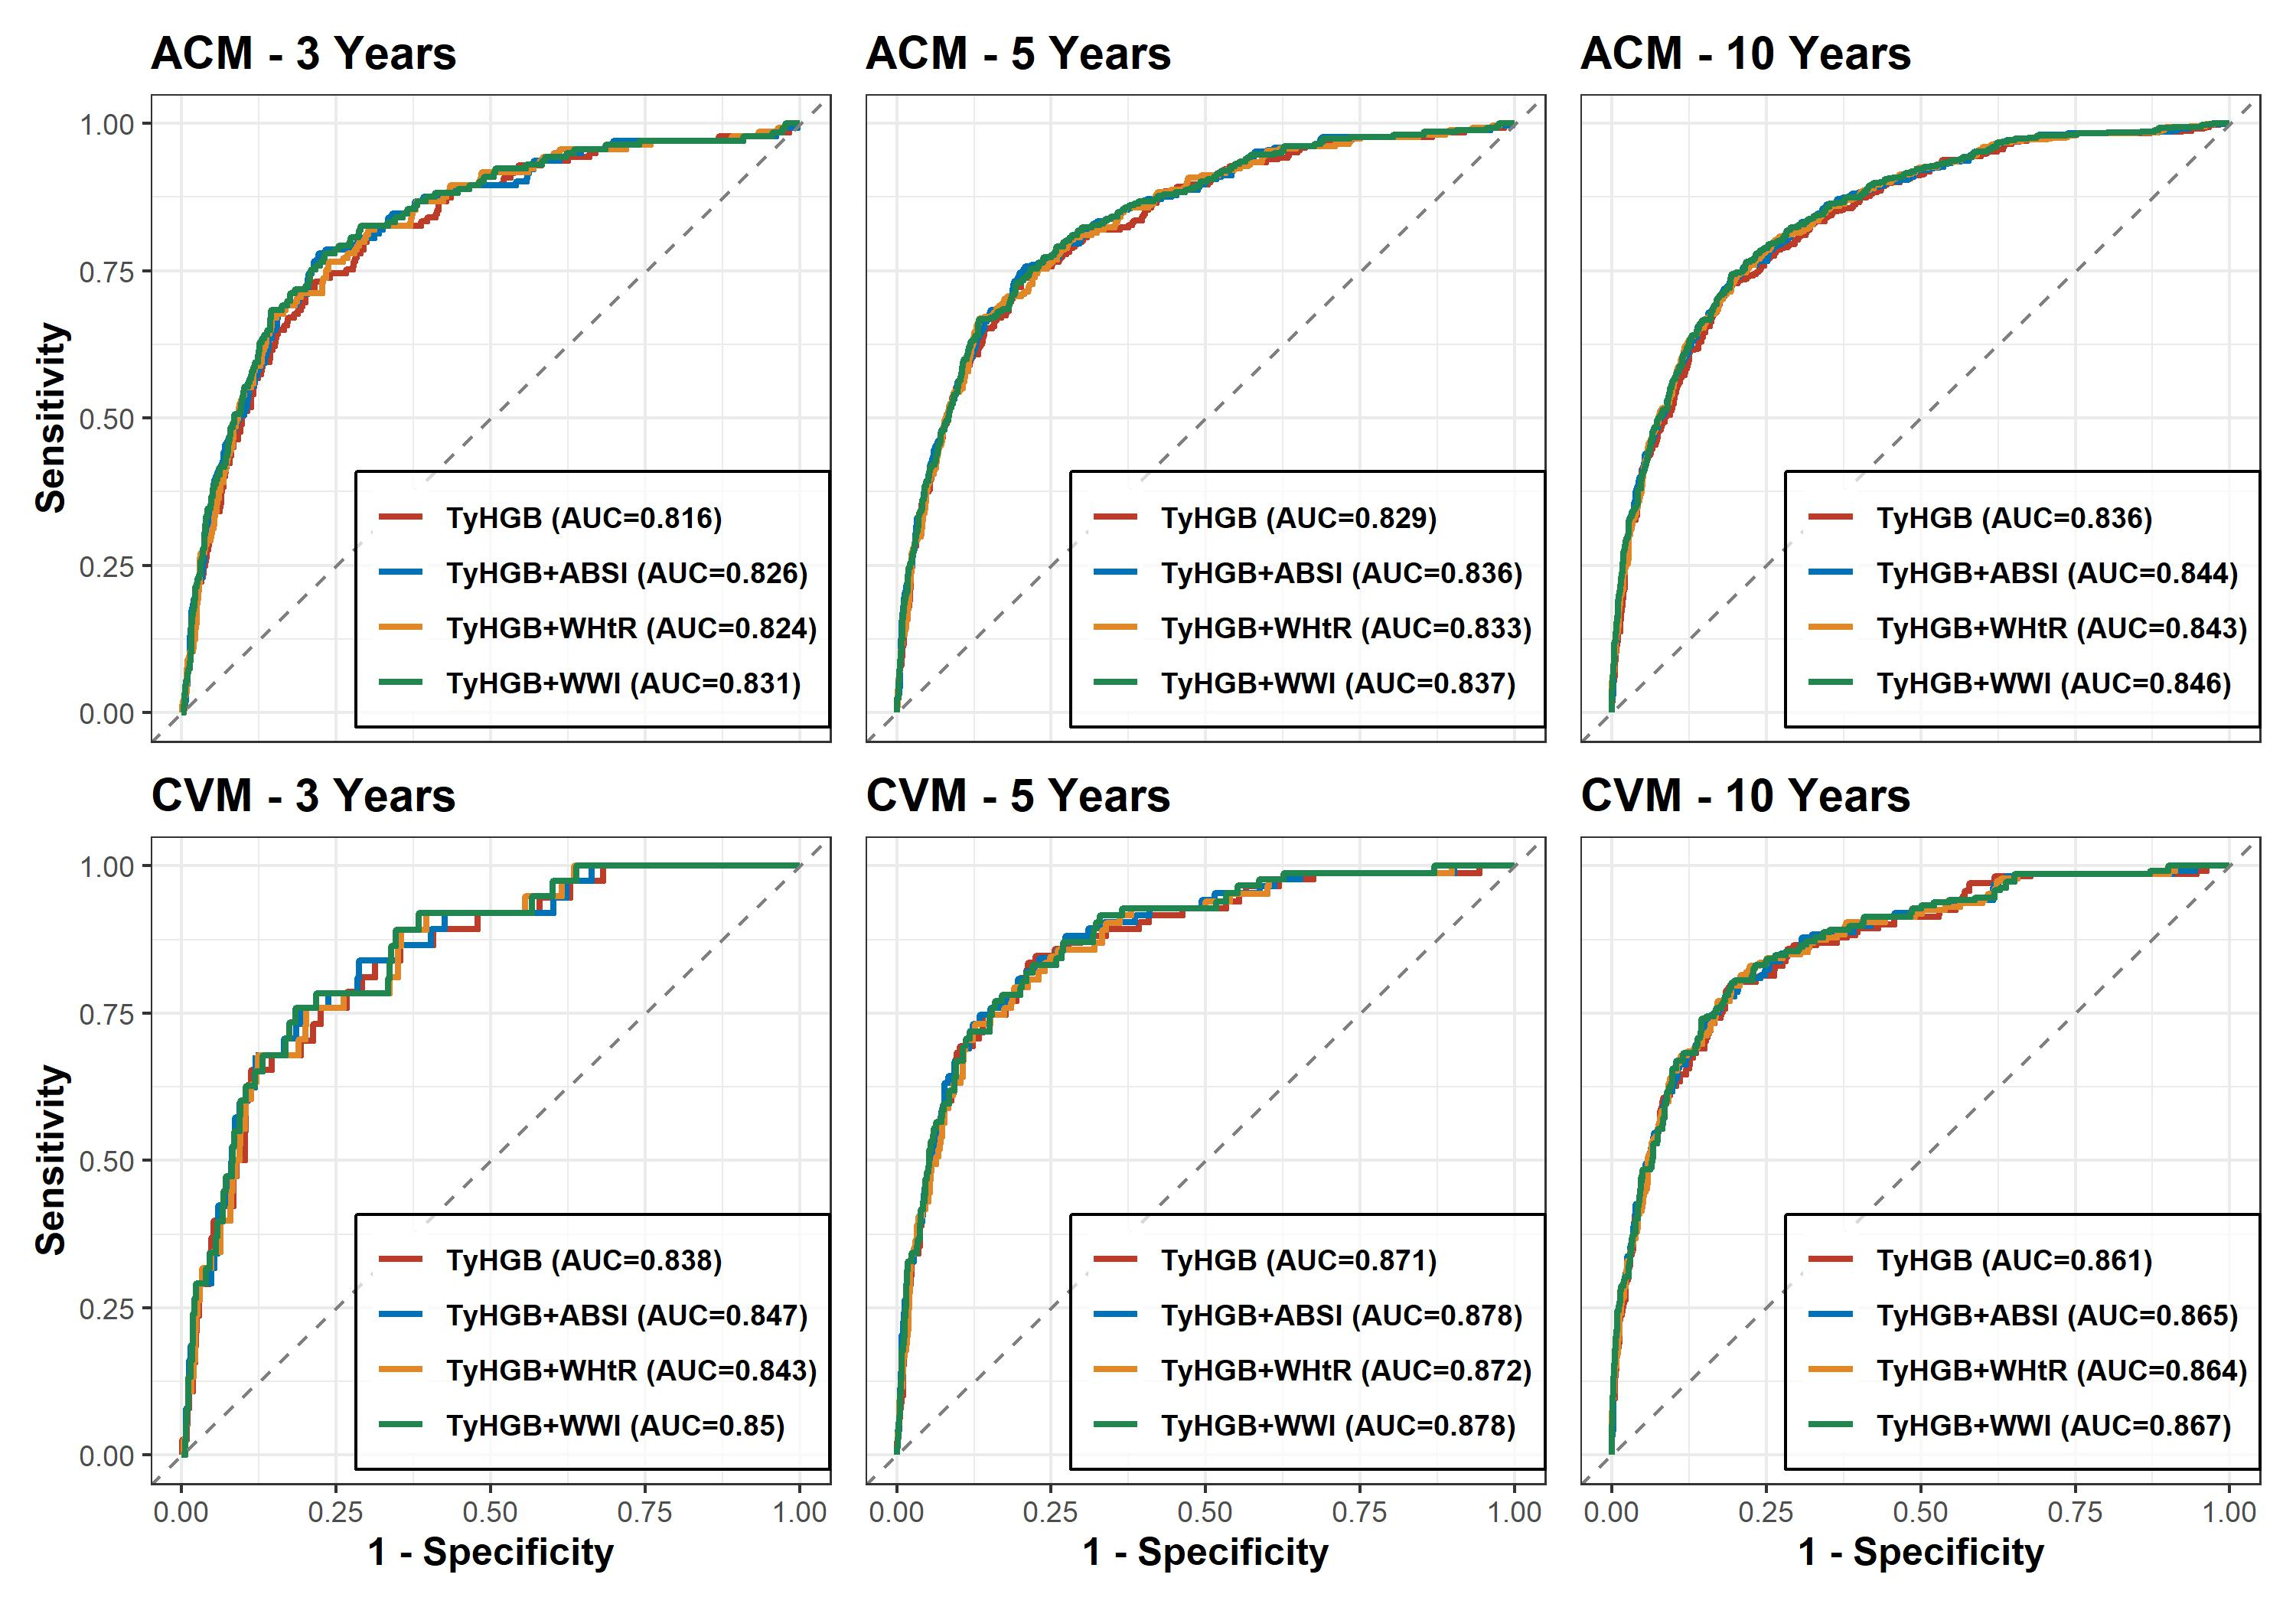 ACM - 3 Years
ACM - 5 Years
ACM - 10 Years
Sensitivity
1.00
0.75
0.50
0.25
0.00
TyHGB (AUC=0.816)
TyHGB+ABSI (AUC=0.826)
TyHGB+WHtR (AUC=0.824)
TyHGB+WWI (AUC=0.831)
TyHGB (AUC=0.829)
TyHGB+ABSI (AUC=0.836)
TyHGB+WHtR (AUC=0.833)
TyHGB+WWI (AUC=0.837)
TyHGB (AUC=0.836)
TyHGB+ABSI (AUC=0.844)
TyHGB+WHtR (AUC=0.843)
TyHGB+WWI (AUC=0.846)
CVM - 3 Years
CVM - 5 Years
CVM - 10 Years
Sensitivity
1.00
0.75
0.50
0.25
0.00
TyHGB (AUC=0.838)
TyHGB+ABSI (AUC=0.847)
TyHGB+WHtR (AUC=0.843)
TyHGB+WWI (AUC=0.85)
TyHGB (AUC=0.871)
TyHGB+ABSI (AUC=0.878)
TyHGB+WHtR (AUC=0.872)
TyHGB+WWI (AUC=0.878)
TyHGB (AUC=0.861)
TyHGB+ABSI (AUC=0.865)
TyHGB+WHtR (AUC=0.864)
TyHGB+WWI (AUC=0.867)
0.00 0.25 0.50 0.75 1.00
0.00 0.25 0.50 0.75 1.00
0.00 0.25 0.50 0.75 1.00
1 - Specificity
1 - Specificity
1 - Specificity